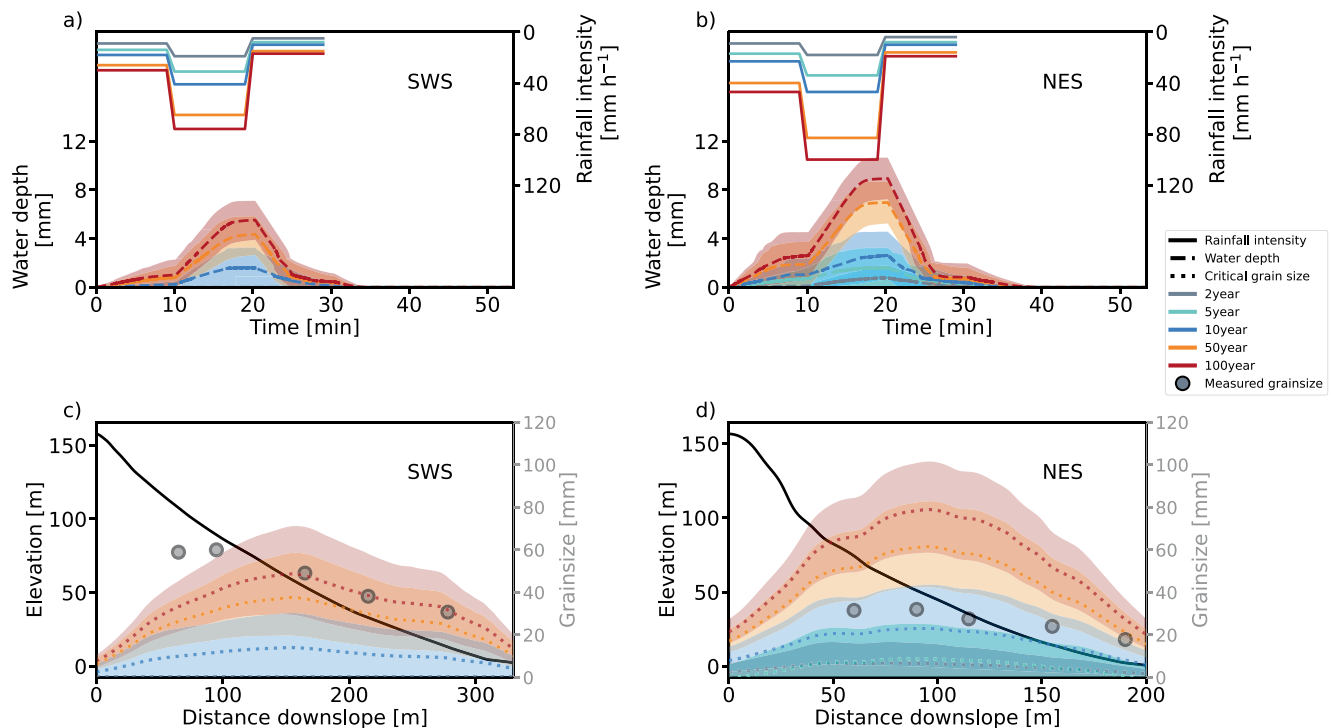 a)
SWS
Water depth
[mm]
12
8
4
0
0
40
80
120
Rainfall intensity
[mm h⁻¹]
0 10 20 30 40 50
Time [min]
b)
NES
Water depth
[mm]
12
8
4
0
0
40
80
120
Rainfall intensity
[mm h⁻¹]
0 10 20 30 40 50
Time [min]
Rainfall intensity
Water depth
Critical grain size
2year
5year
10year
50year
100year
Measured grainsize
c)
SWS
Elevation [m]
150
100
50
0
120
100
80
60
40
20
0
Grainsize [mm]
0 100 200 300
Distance downslope [m]
d)
NES
Elevation [m]
150
100
50
0
120
100
80
60
40
20
0
Grainsize [mm]
0 50 100 150 200
Distance downslope [m]